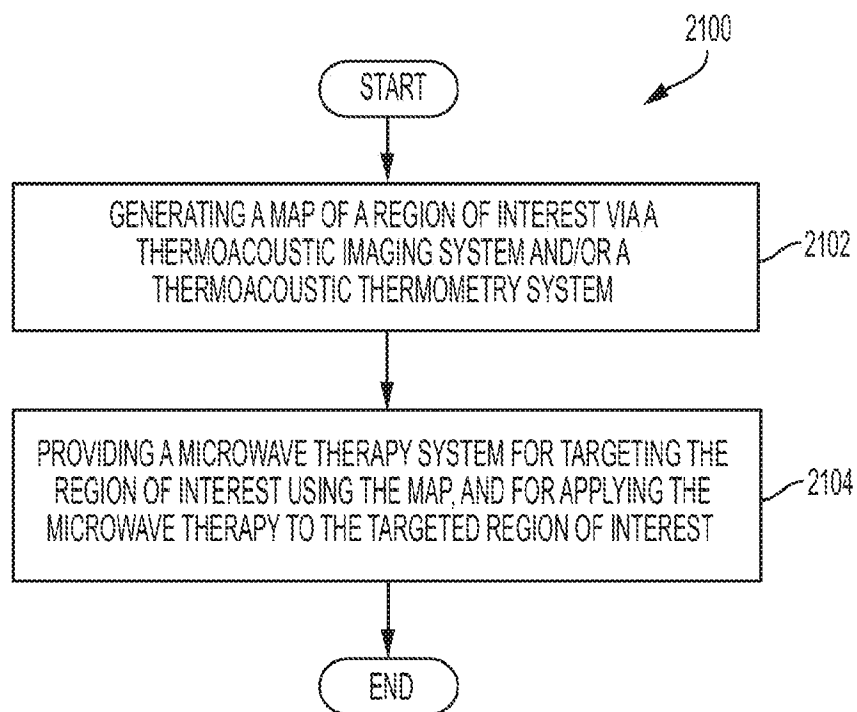 2100
START
GENERATING A MAP OF A REGION OF INTEREST VIA A
THERMOACOUSTIC IMAGING SYSTEM AND/OR A
THERMOACOUSTIC THERMOMETRY SYSTEM
2102
PROVIDING A MICROWAVE THERAPY SYSTEM FOR TARGETING THE
REGION OF INTEREST USING THE MAP, AND FOR APPLYING THE
MICROWAVE THERAPY TO THE TARGETED REGION OF INTEREST
2104
END